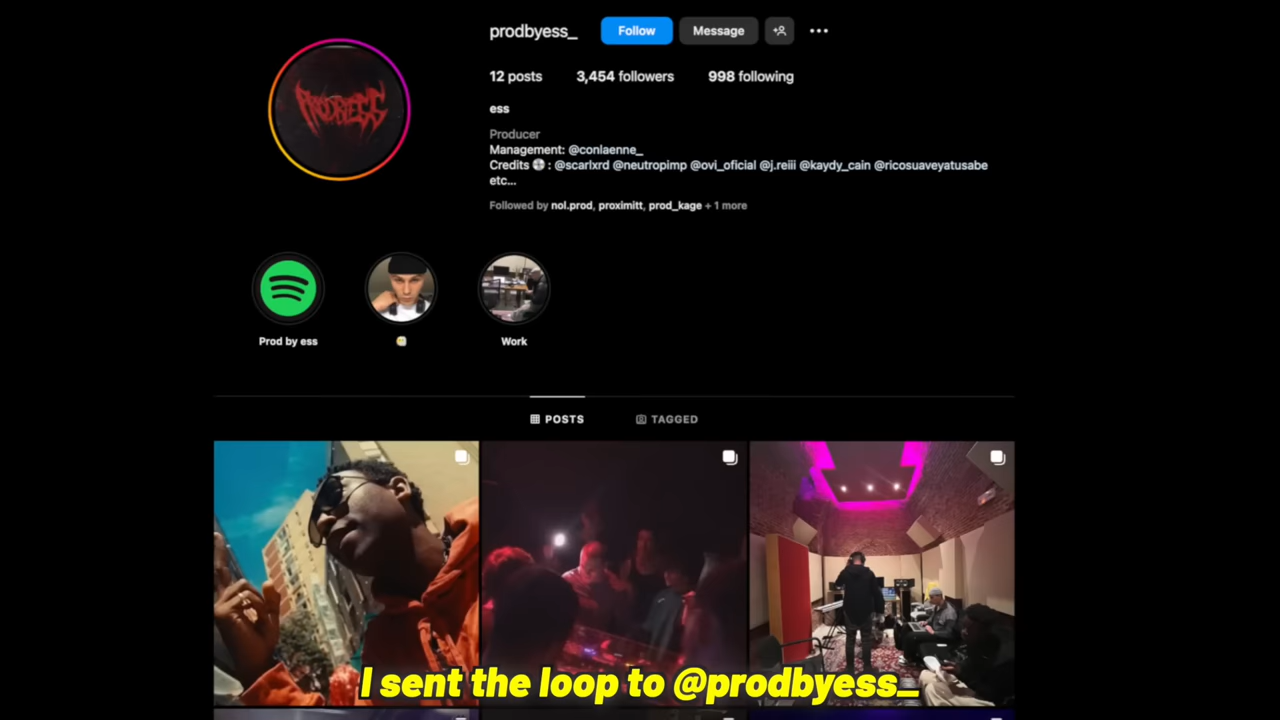 prodbyess_ Follow Message
12 posts 3,454 followers 998 following
PRODBYESS
ess
Producer
Management: @conlaenne_
Credits : @scarlxrd @neutropimp @ovi_oficial @j.reiii @kaydy_cain @ricosuaveyatusabe
etc...
Followed by nol.prod, proximitt, prod_kage + 1 more
Prod by ess
Work
POSTS TAGGED
I sent the loop to @prodbyess_